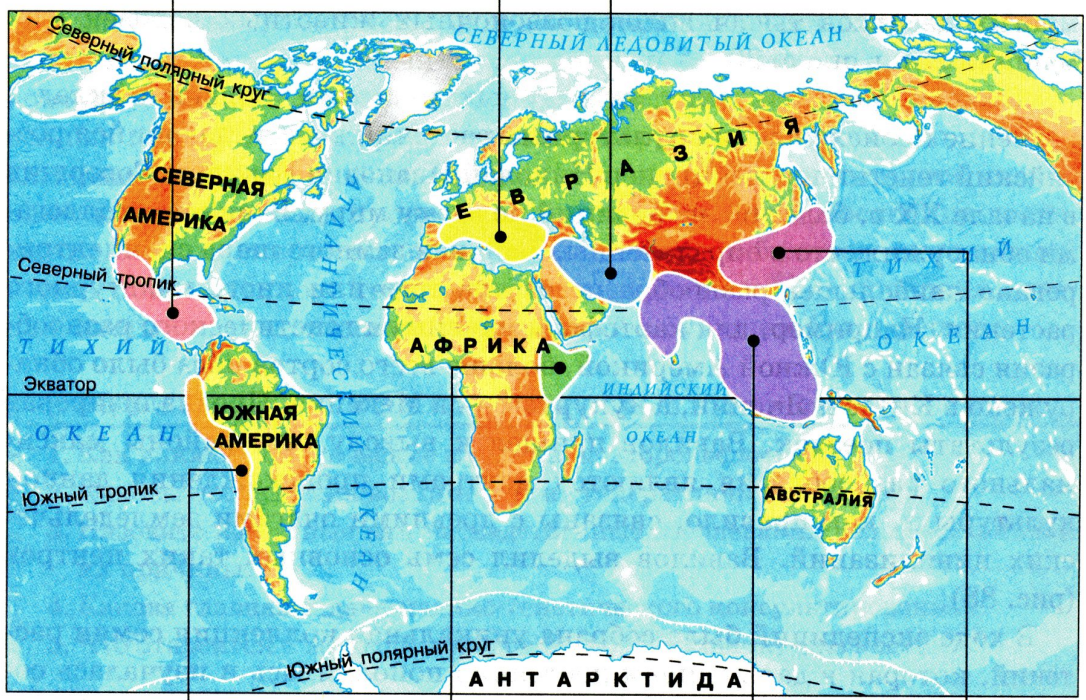 СЕВЕРНЫЙ ЛЕДОВИТЫЙ ОКЕАН
Северный полярный круг
СЕВЕРНАЯ
АМЕРИКА
ЕВРАЗИЯ
АТЛАНТИЧЕСКИЙ ОКЕАН
Северный тропик
ТИХИЙ
ОКЕАН
АФРИКА
ТИХИЙ
ОКЕАН
Экватор
ИНДИЙСКИЙ
ОКЕАН
ЮЖНАЯ
АМЕРИКА
Южный тропик
АВСТРАЛИЯ
Южный полярный круг
АНТАРКТИДА